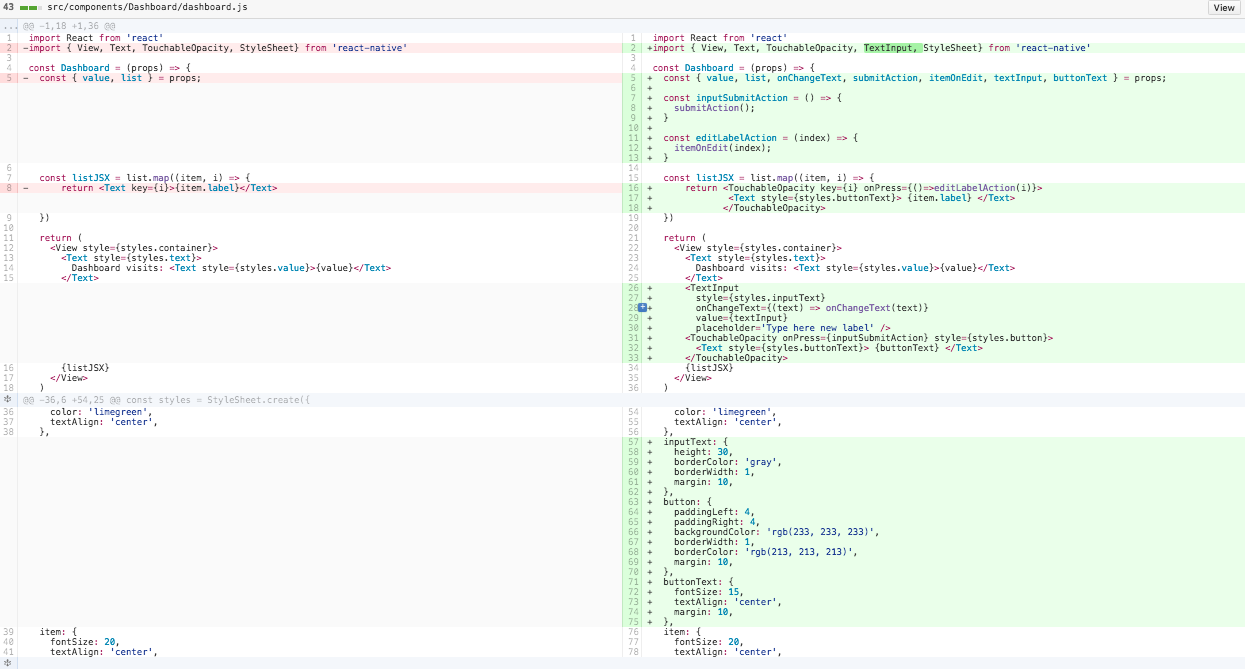 43 src/components/Dashboard/dashboard.js View
... @@ -1,18 +1,36 @@
1 import React from 'react'
2 -import { View, Text, TouchableOpacity, StyleSheet} from 'react-native'
3
4 const Dashboard = (props) => {
5 - const { value, list } = props;
6
7 const listJSX = list.map((item, i) => {
8 - return <Text key={i}>{item.label}</Text>
9 })
10
11 return (
12 <View style={styles.container}>
13 <Text style={styles.text}>
14 Dashboard visits: <Text style={styles.value}>{value}</Text>
15 </Text>
16 {listJSX}
17 </View>
18 )
1 import React from 'react'
2 +import { View, Text, TouchableOpacity, TextInput, StyleSheet} from 'react-native'
3
4 const Dashboard = (props) => {
5 + const { value, list, onChangeText, submitAction, itemOnEdit, textInput, buttonText } = props;
6 +
7 + const inputSubmitAction = () => {
8 + submitAction();
9 + }
10 +
11 + const editLabelAction = (index) => {
12 + itemOnEdit(index);
13 + }
14
15 const listJSX = list.map((item, i) => {
16 + return <TouchableOpacity key={i} onPress={()=>editLabelAction(i)}>
17 + <Text style={styles.buttonText}> {item.label} </Text>
18 + </TouchableOpacity>
19 })
20
21 return (
22 <View style={styles.container}>
23 <Text style={styles.text}>
24 Dashboard visits: <Text style={styles.value}>{value}</Text>
25 </Text>
26 + <TextInput
27 + style={styles.inputText}
28 + onChangeText={(text) => onChangeText(text)}
29 + value={textInput}
30 + placeholder='Type here new label' />
31 + <TouchableOpacity onPress={inputSubmitAction} style={styles.button}>
32 + <Text style={styles.buttonText}> {buttonText} </Text>
33 + </TouchableOpacity>
34 {listJSX}
35 </View>
36 )
@@ -36,6 +54,25 @@ const styles = StyleSheet.create({
36 color: 'limegreen',
37 textAlign: 'center',
38 },
39 item: {
40 fontSize: 20,
41 textAlign: 'center',
54 color: 'limegreen',
55 textAlign: 'center',
56 },
57 + inputText: {
58 + height: 30,
59 + borderColor: 'gray',
60 + borderWidth: 1,
61 + margin: 10,
62 + },
63 + button: {
64 + paddingLeft: 4,
65 + paddingRight: 4,
66 + backgroundColor: 'rgb(233, 233, 233)',
67 + borderWidth: 1,
68 + borderColor: 'rgb(213, 213, 213)',
69 + margin: 10,
70 + },
71 + buttonText: {
72 + fontSize: 15,
73 + textAlign: 'center',
74 + margin: 10,
75 + },
76 item: {
77 fontSize: 20,
78 textAlign: 'center',